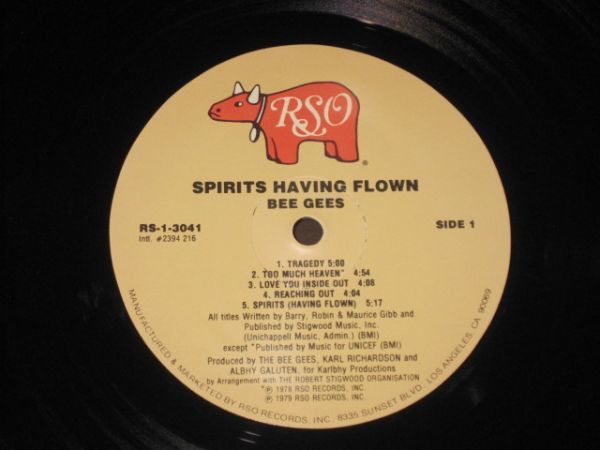 RSO
®
SPIRITS HAVING FLOWN
BEE GEES
RS-1-3041
Intl. #2394 216
SIDE 1
1. TRAGEDY 5:00
2. TOO MUCH HEAVEN* 4:54
3. LOVE YOU INSIDE OUT 4:08
4. REACHING OUT 4:04
5. SPIRITS (HAVING FLOWN) 5:17
All titles Written by Barry, Robin & Maurice Gibb and
Published by Stigwood Music, Inc.
(Unichappell Music, Admin.) (BMI)
except *Published by Music for UNICEF (BMI)
Produced by THE BEE GEES, KARL RICHARDSON and
ALBHY GALUTEN, for Karlbhy Productions
by Arrangement with THE ROBERT STIGWOOD ORGANISATION
*℗ 1978 RSO RECORDS, INC.
℗ 1979 RSO RECORDS, INC.
MANUFACTURED & MARKETED BY RSO RECORDS, INC. 8335 SUNSET BLVD. LOS ANGELES, CA 90069